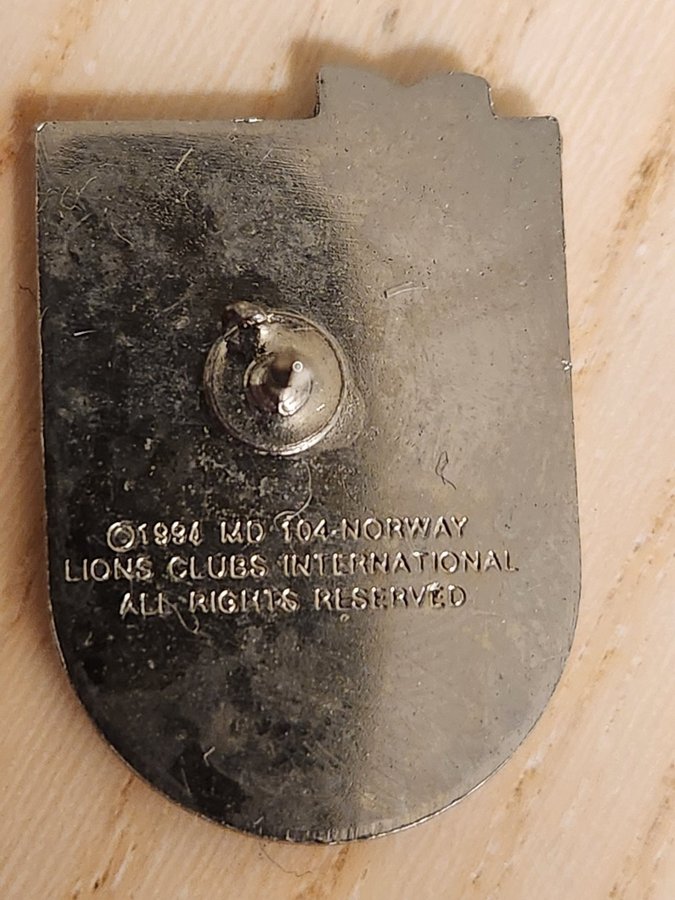 ©1994 MD 104-NORWAY
LIONS CLUBS INTERNATIONAL
ALL RIGHTS RESERVED